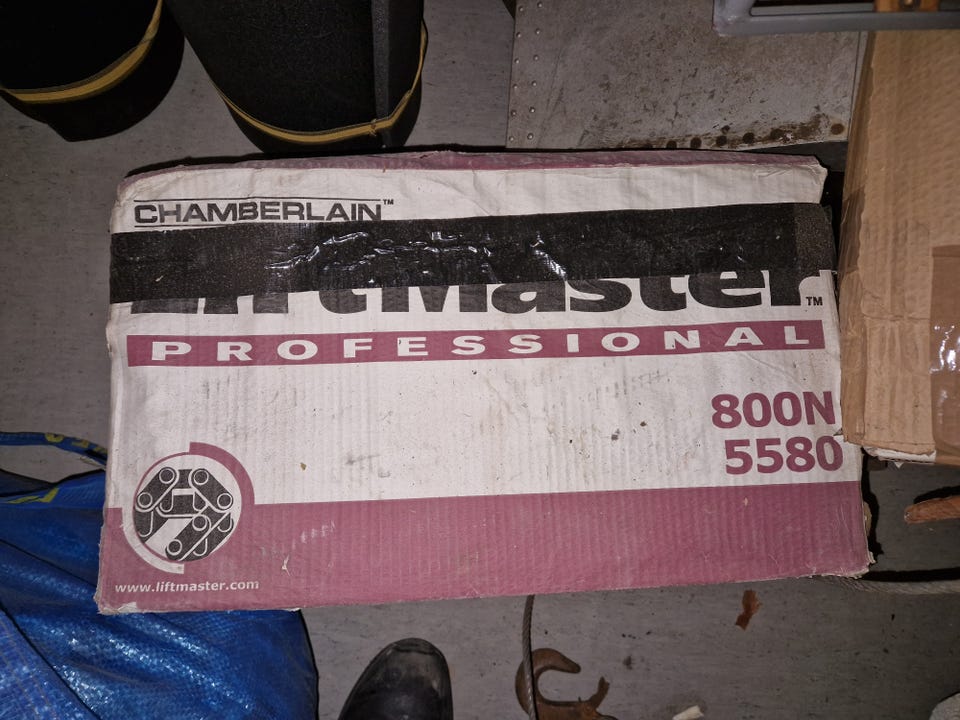 CHAMBERLAIN™
LiftMaster™
PROFESSIONAL
800N
5580
www.liftmaster.com